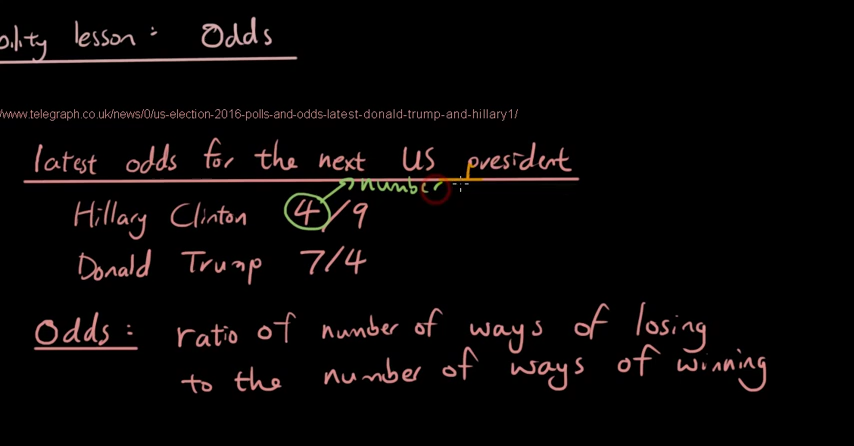 lesson: Odds
/www.telegraph.co.uk/news/0/us-election-2016-polls-and-odds-latest-donald-trump-and-hillary1/
latest odds for the next US president
number
Hillary Clinton 4/9
Donald Trump 7/4
Odds: ratio of number of ways of losing
to the number of ways of winning